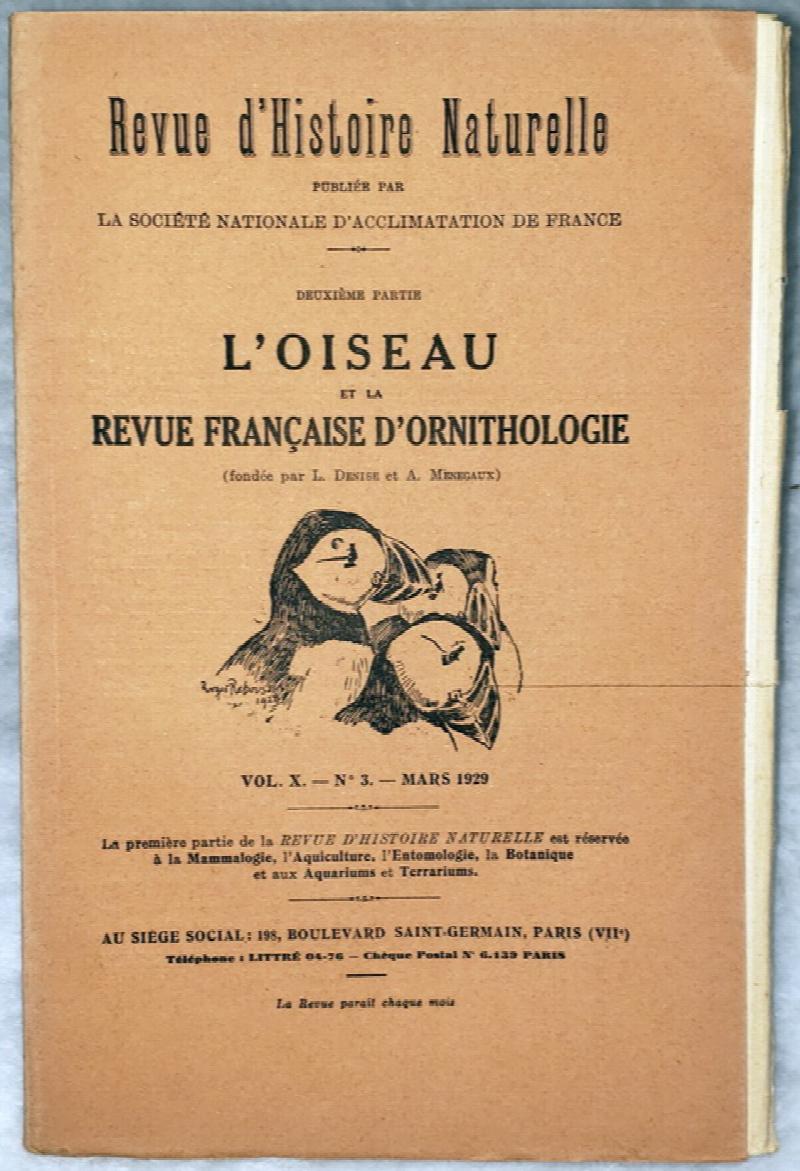 Revue d'Histoire Naturelle
PUBLIÉE PAR
LA SOCIÉTÉ NATIONALE D'ACCLIMATATION DE FRANCE
DEUXIÈME PARTIE
L'OISEAU
ET LA
REVUE FRANÇAISE D'ORNITHOLOGIE
(fondée par L. DENISE et A. MENEGAUX)
VOL. X. — N° 3. — MARS 1929
La première partie de la REVUE D'HISTOIRE NATURELLE est réservée
à la Mammalogie, l'Aquiculture, l'Entomologie, la Botanique
et aux Aquariums et Terrariums.
AU SIÈGE SOCIAL : 198, BOULEVARD SAINT-GERMAIN, PARIS (VIIe)
Téléphone : LITTRÉ 04-76 — Chèque Postal N° 6.139 PARIS
La Revue paraît chaque mois